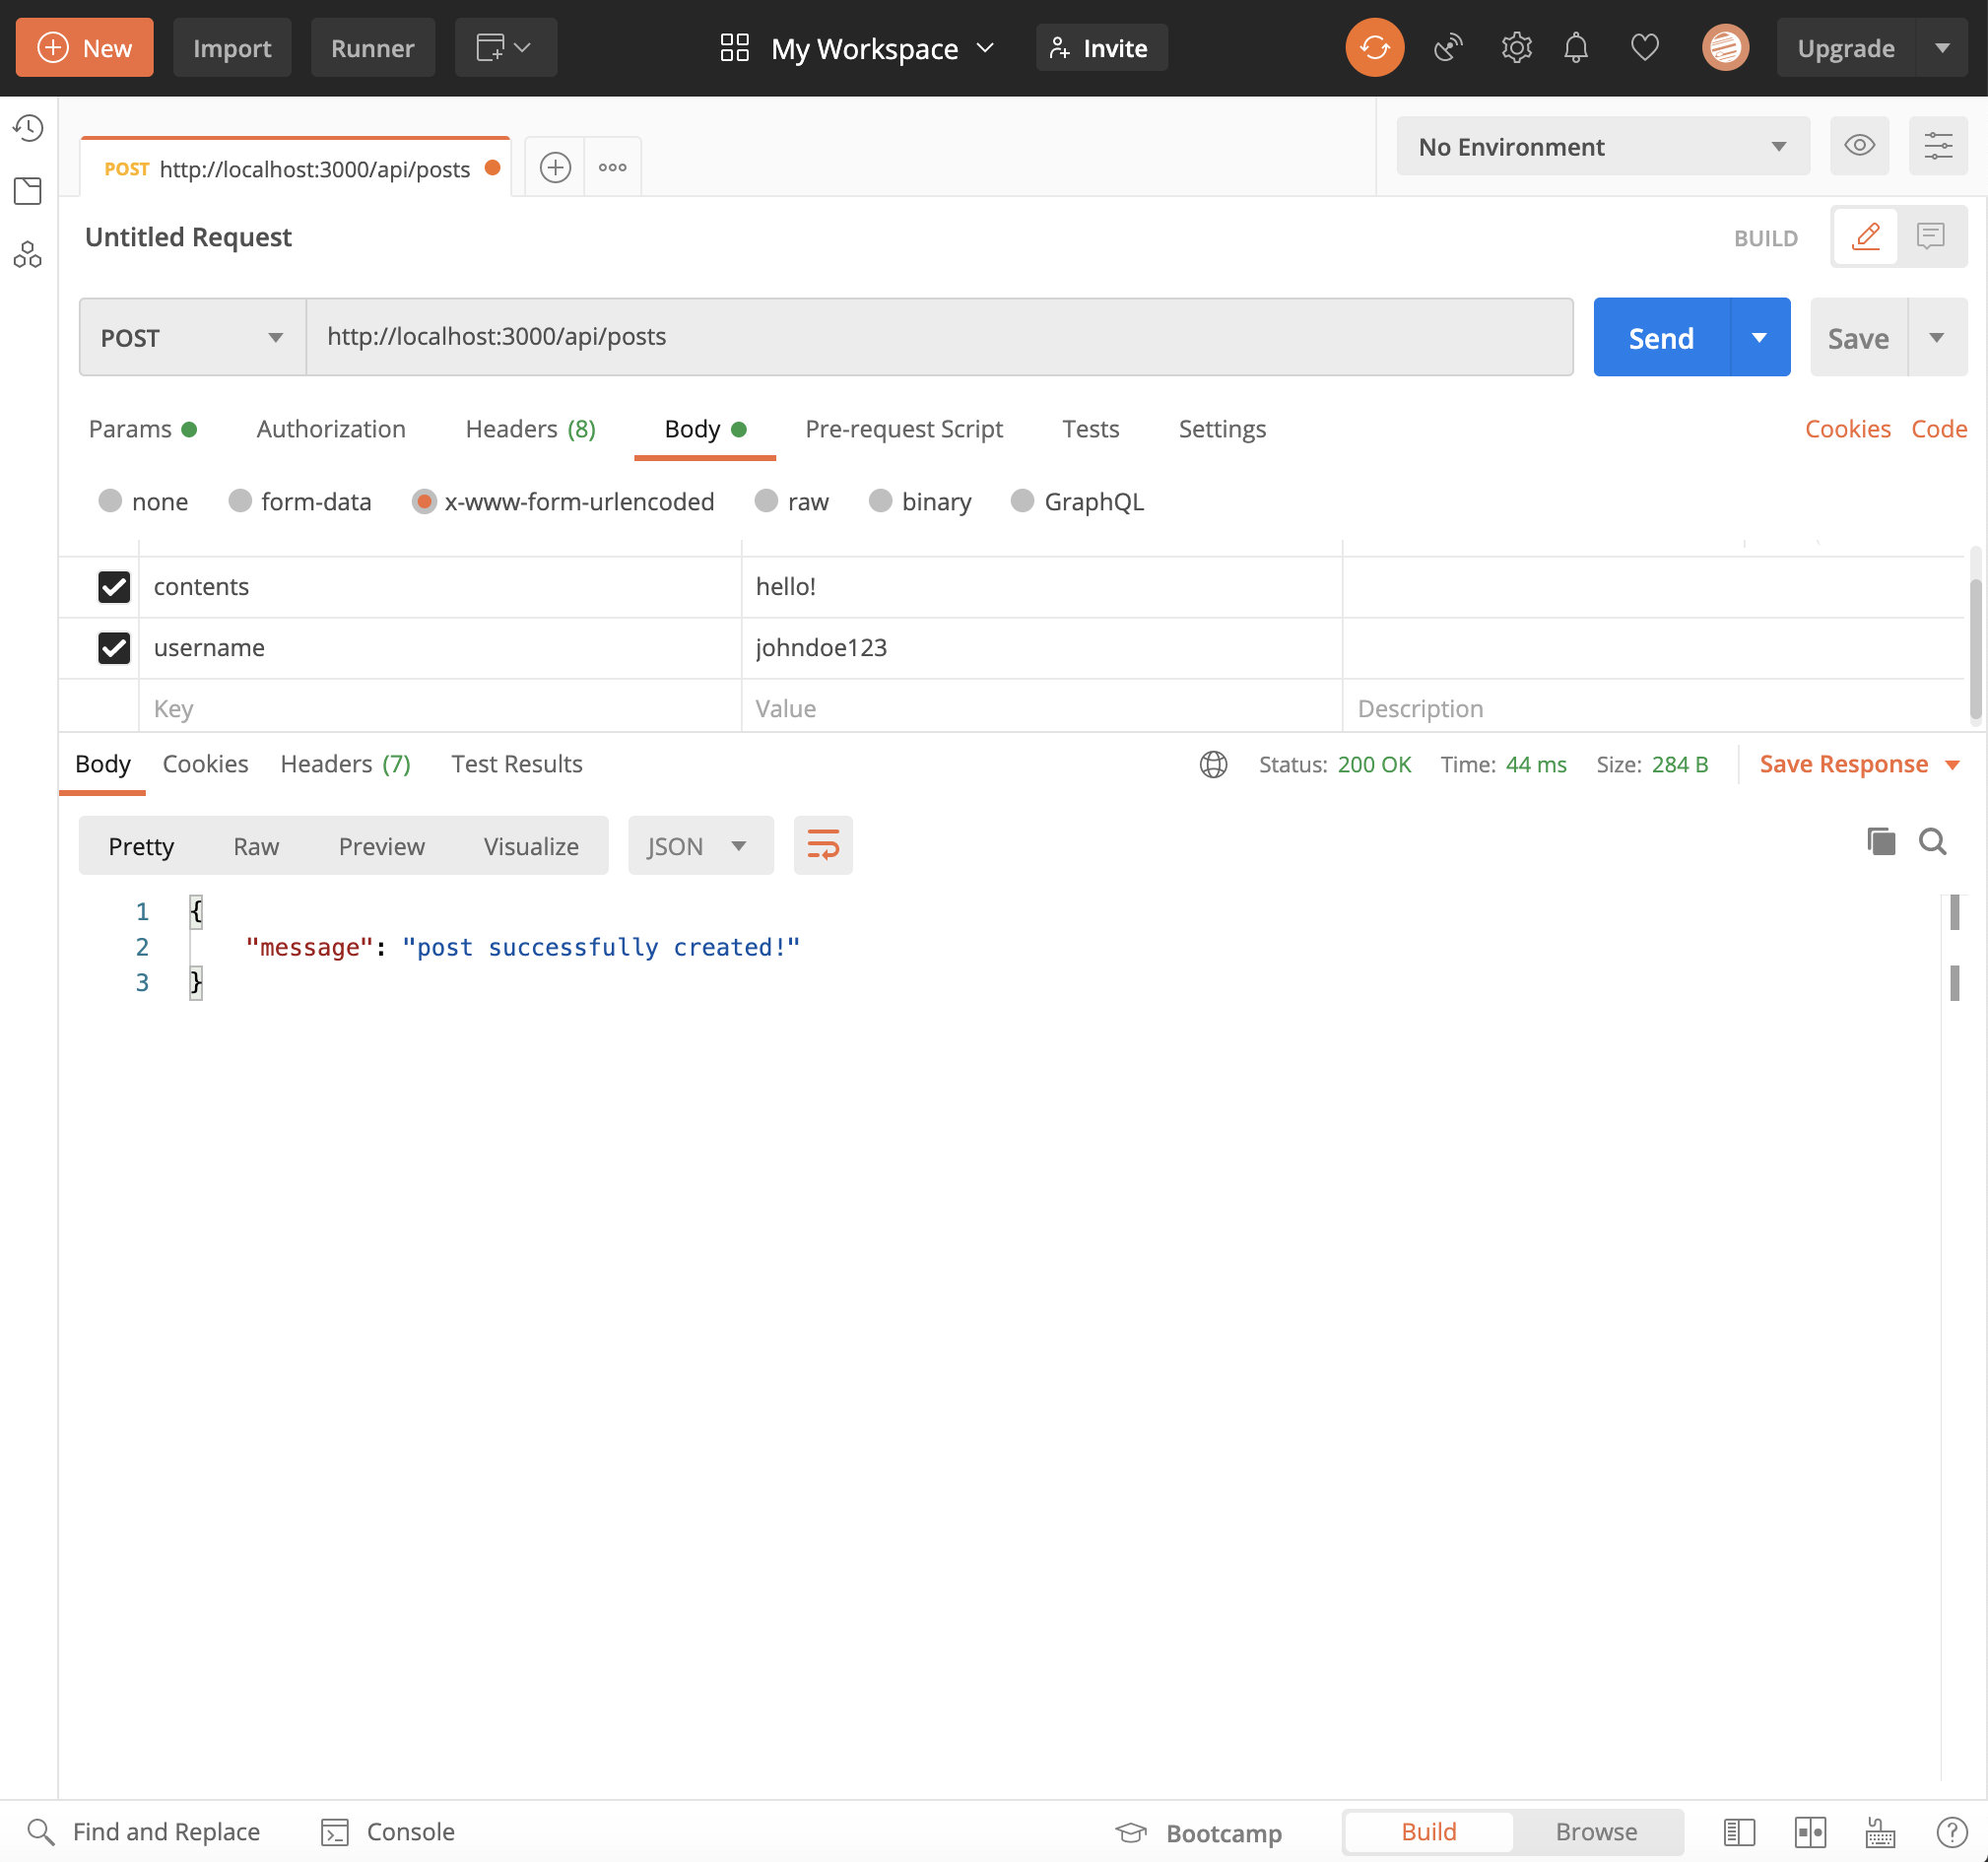 New Import Runner My Workspace Invite Upgrade
POST http://localhost:3000/api/posts No Environment
Untitled Request BUILD
POST http://localhost:3000/api/posts Send Save
Params Authorization Headers (8) Body Pre-request Script Tests Settings Cookies Code
none form-data x-www-form-urlencoded raw binary GraphQL
contents hello!
username johndoe123
Key Value Description
Body Cookies Headers (7) Test Results Status: 200 OK Time: 44 ms Size: 284 B Save Response
Pretty Raw Preview Visualize JSON
1 {
2 "message": "post successfully created!"
3 }
Find and Replace Console Bootcamp Build Browse